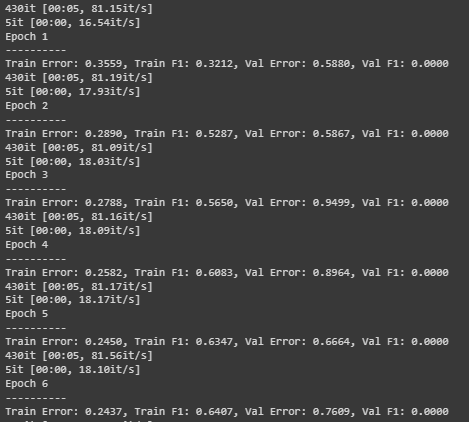 430it [00:05, 81.15it/s]
5it [00:00, 16.54it/s]
Epoch 1
----------
Train Error: 0.3559, Train F1: 0.3212, Val Error: 0.5880, Val F1: 0.0000
430it [00:05, 81.19it/s]
5it [00:00, 17.93it/s]
Epoch 2
----------
Train Error: 0.2890, Train F1: 0.5287, Val Error: 0.5867, Val F1: 0.0000
430it [00:05, 81.09it/s]
5it [00:00, 18.03it/s]
Epoch 3
----------
Train Error: 0.2788, Train F1: 0.5650, Val Error: 0.9499, Val F1: 0.0000
430it [00:05, 81.16it/s]
5it [00:00, 18.09it/s]
Epoch 4
----------
Train Error: 0.2582, Train F1: 0.6083, Val Error: 0.8964, Val F1: 0.0000
430it [00:05, 81.17it/s]
5it [00:00, 18.17it/s]
Epoch 5
----------
Train Error: 0.2450, Train F1: 0.6347, Val Error: 0.6664, Val F1: 0.0000
430it [00:05, 81.56it/s]
5it [00:00, 18.10it/s]
Epoch 6
----------
Train Error: 0.2437, Train F1: 0.6407, Val Error: 0.7609, Val F1: 0.0000